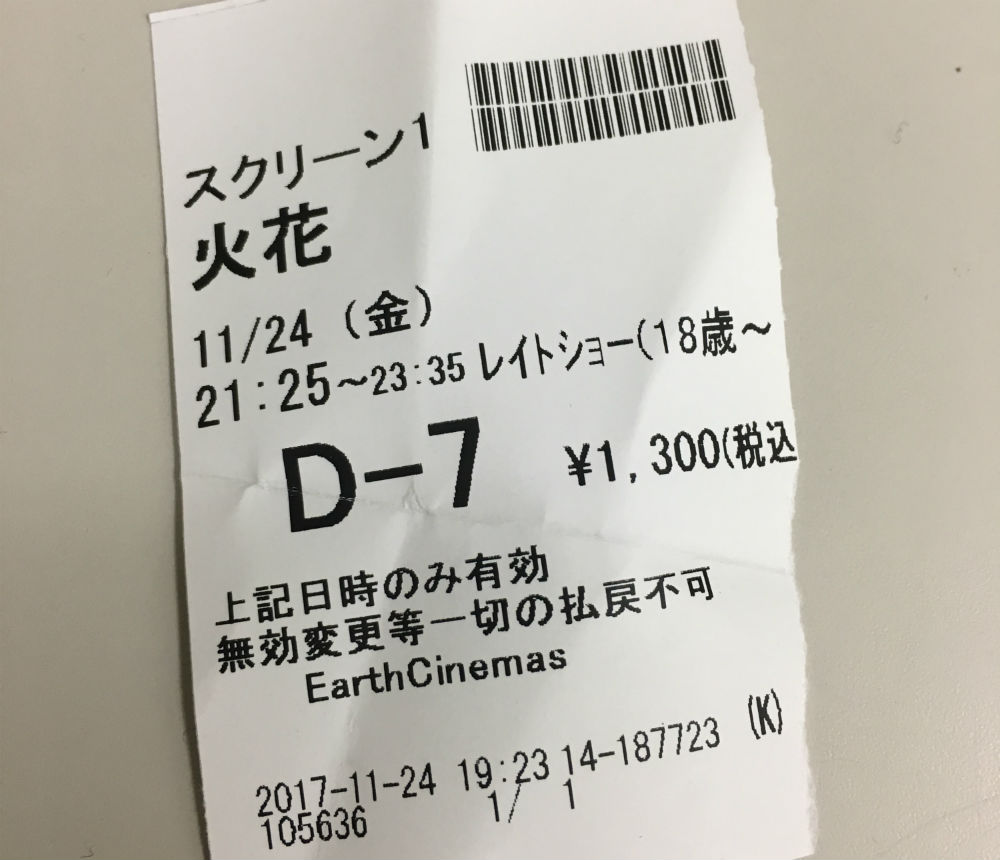 スクリーン1
火花
11/24 (金)
21:25～23:35 レイトショー(18歳～
D-7 ¥1,300(税込
上記日時のみ有効
無効変更等一切の払戻不可
EarthCinemas
2017-11-24 19:23 14-187723 (K)
105636 1/ 1